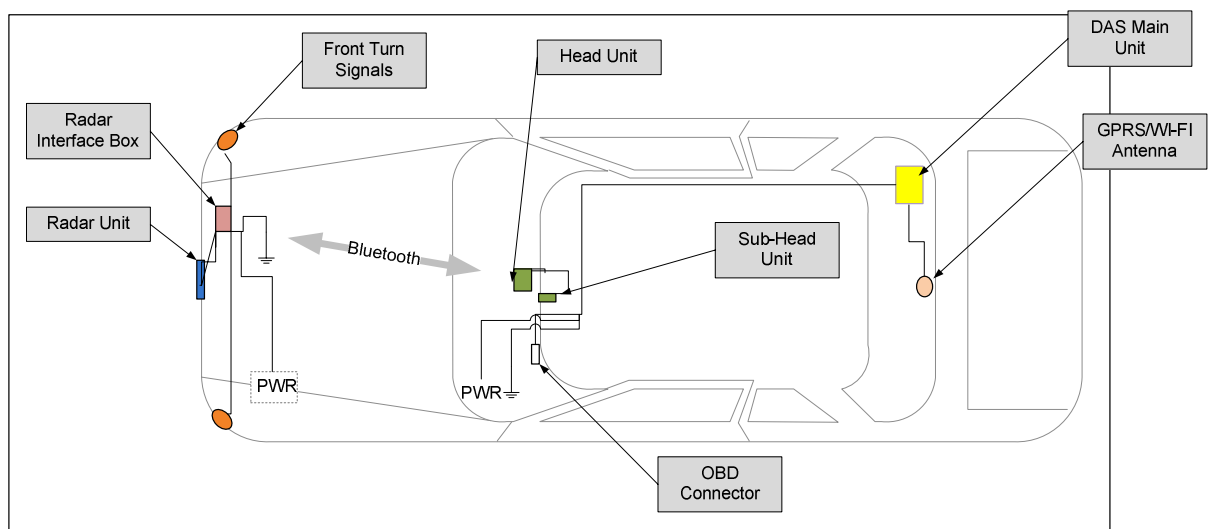 DAS Main
Unit
Front Turn
Signals
Head Unit
Radar
Interface Box
GPRS/WI-FI
Antenna
Radar Unit
Sub-Head
Unit
Bluetooth
PWR
PWR
OBD
Connector